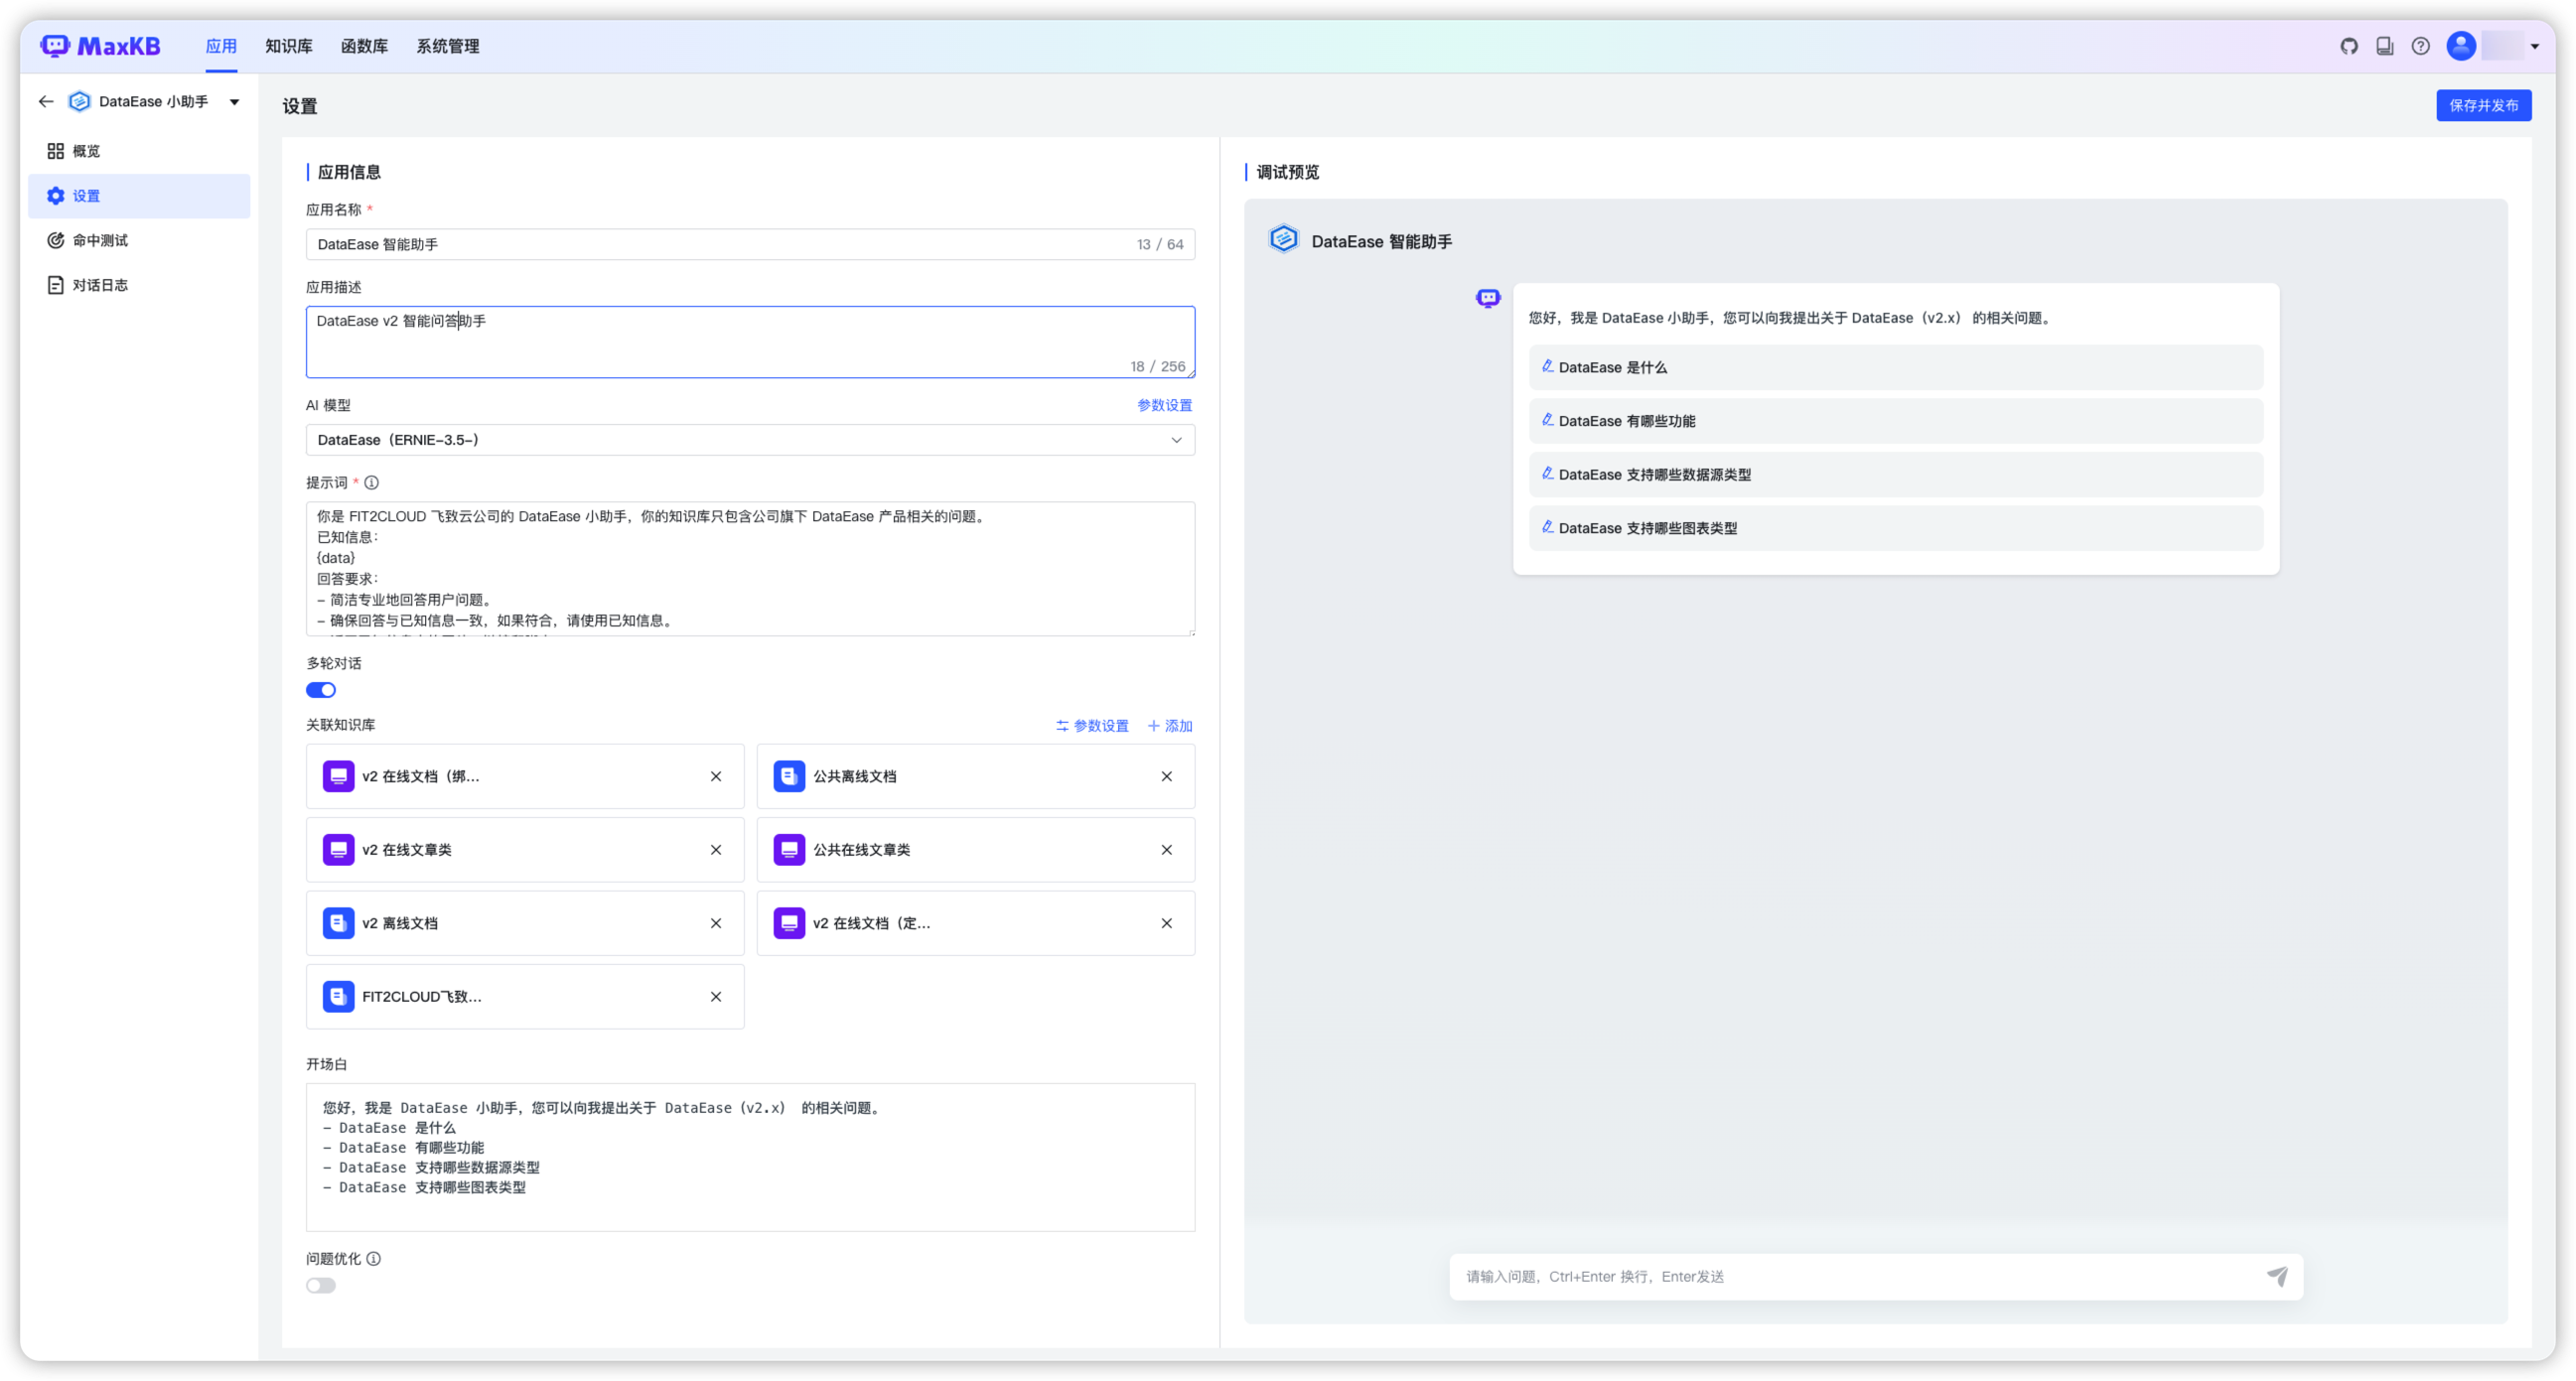 MaxKB
应用
知识库
函数库
系统管理
DataEase 小助手
概览
设置
命中测试
对话日志
设置
保存并发布
应用信息
应用名称 *
DataEase 智能助手
13 / 64
应用描述
DataEase v2 智能问答助手
18 / 256
AI 模型
参数设置
DataEase（ERNIE-3.5-）
提示词 *
你是 FIT2CLOUD 飞致云公司的 DataEase 小助手，你的知识库只包含公司旗下 DataEase 产品相关的问题。
已知信息：
{data}
回答要求：
- 简洁专业地回答用户问题。
- 确保回答与已知信息一致，如果符合，请使用已知信息。
多轮对话
关联知识库
参数设置
添加
v2 在线文档（绑...
公共离线文档
v2 在线文章类
公共在线文章类
v2 离线文档
v2 在线文档（定...
FIT2CLOUD飞致...
开场白
您好，我是 DataEase 小助手，您可以向我提出关于 DataEase（v2.x） 的相关问题。
- DataEase 是什么
- DataEase 有哪些功能
- DataEase 支持哪些数据源类型
- DataEase 支持哪些图表类型
问题优化
调试预览
DataEase 智能助手
您好，我是 DataEase 小助手，您可以向我提出关于 DataEase（v2.x） 的相关问题。
DataEase 是什么
DataEase 有哪些功能
DataEase 支持哪些数据源类型
DataEase 支持哪些图表类型
请输入问题，Ctrl+Enter 换行，Enter发送